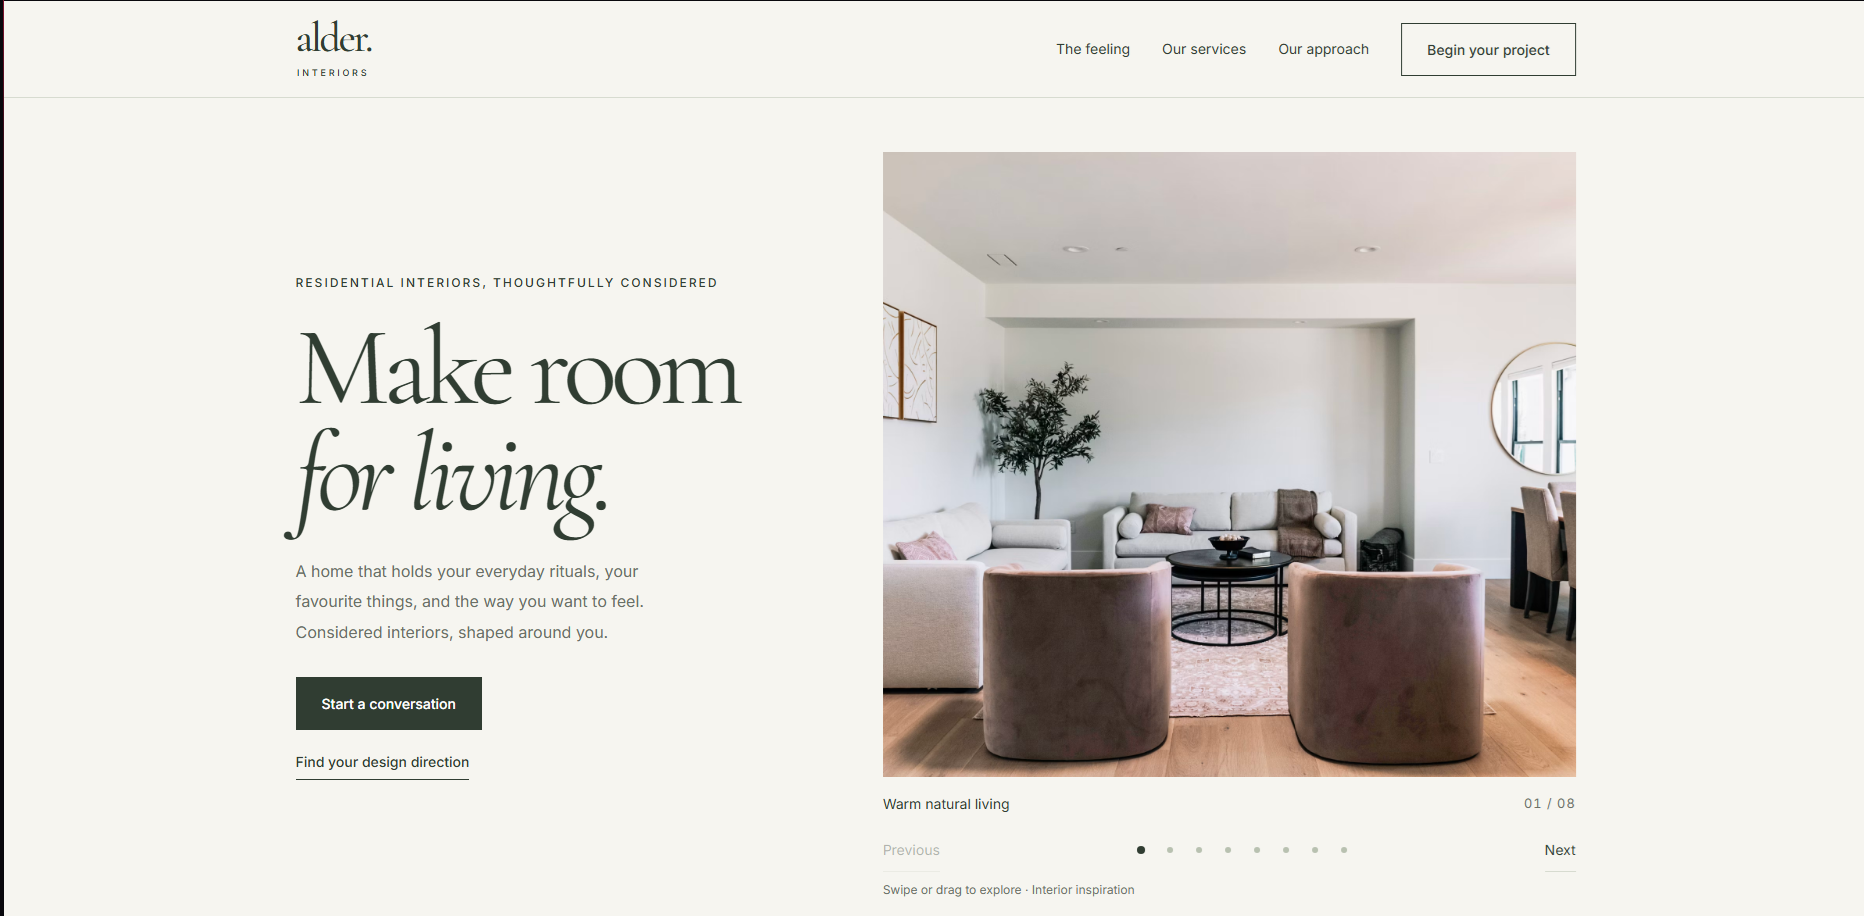 alder.
INTERIORS
The feeling
Our services
Our approach
Begin your project
RESIDENTIAL INTERIORS, THOUGHTFULLY CONSIDERED
Make room
for living.
A home that holds your everyday rituals, your
favourite things, and the way you want to feel.
Considered interiors, shaped around you.
Start a conversation
Find your design direction
Warm natural living
01 / 08
Previous
Next
Swipe or drag to explore · Interior inspiration